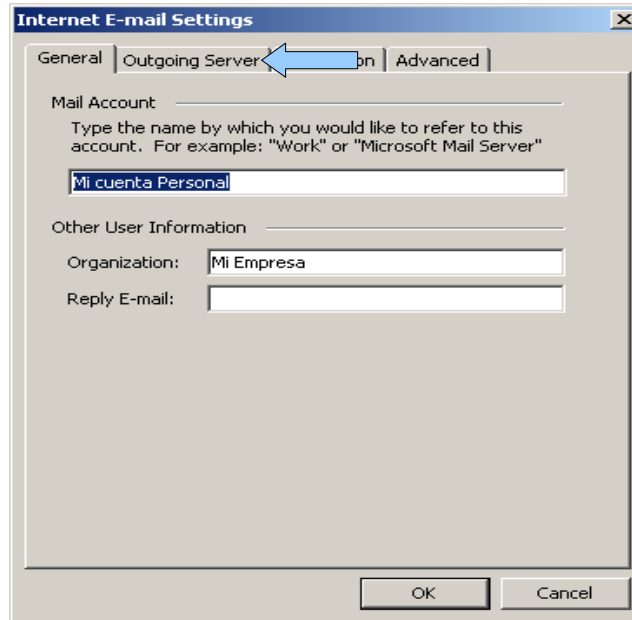 Internet E-mail Settings
General Outgoing Server on Advanced
Mail Account
Type the name by which you would like to refer to this
account. For example: "Work" or "Microsoft Mail Server"
Mi cuenta Personal
Other User Information
Organization: Mi Empresa
Reply E-mail:
OK Cancel